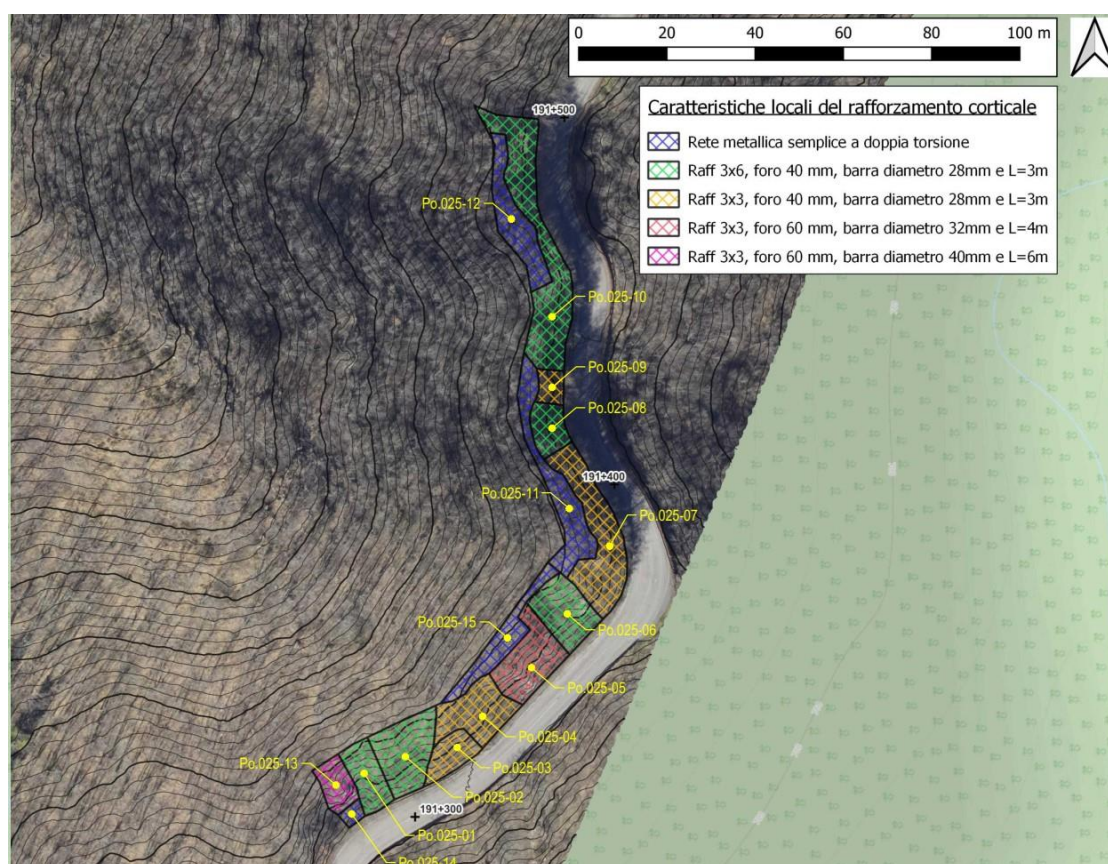 0 20 40 60 80 100 m
Caratteristiche locali del rafforzamento corticale
Rete metallica semplice a doppia torsione
Raff 3x6, foro 40 mm, barra diametro 28mm e L=3m
Raff 3x3, foro 40 mm, barra diametro 28mm e L=3m
Raff 3x3, foro 60 mm, barra diametro 32mm e L=4m
Raff 3x3, foro 60 mm, barra diametro 40mm e L=6m
191+500
Po.025-12
Po.025-10
Po.025-09
Po.025-08
191+400
Po.025-11
Po.025-07
Po.025-15
Po.025-06
Po.025-05
Po.025-04
Po.025-13
Po.025-03
Po.025-02
191+300
Po.025-01
Po.025-14